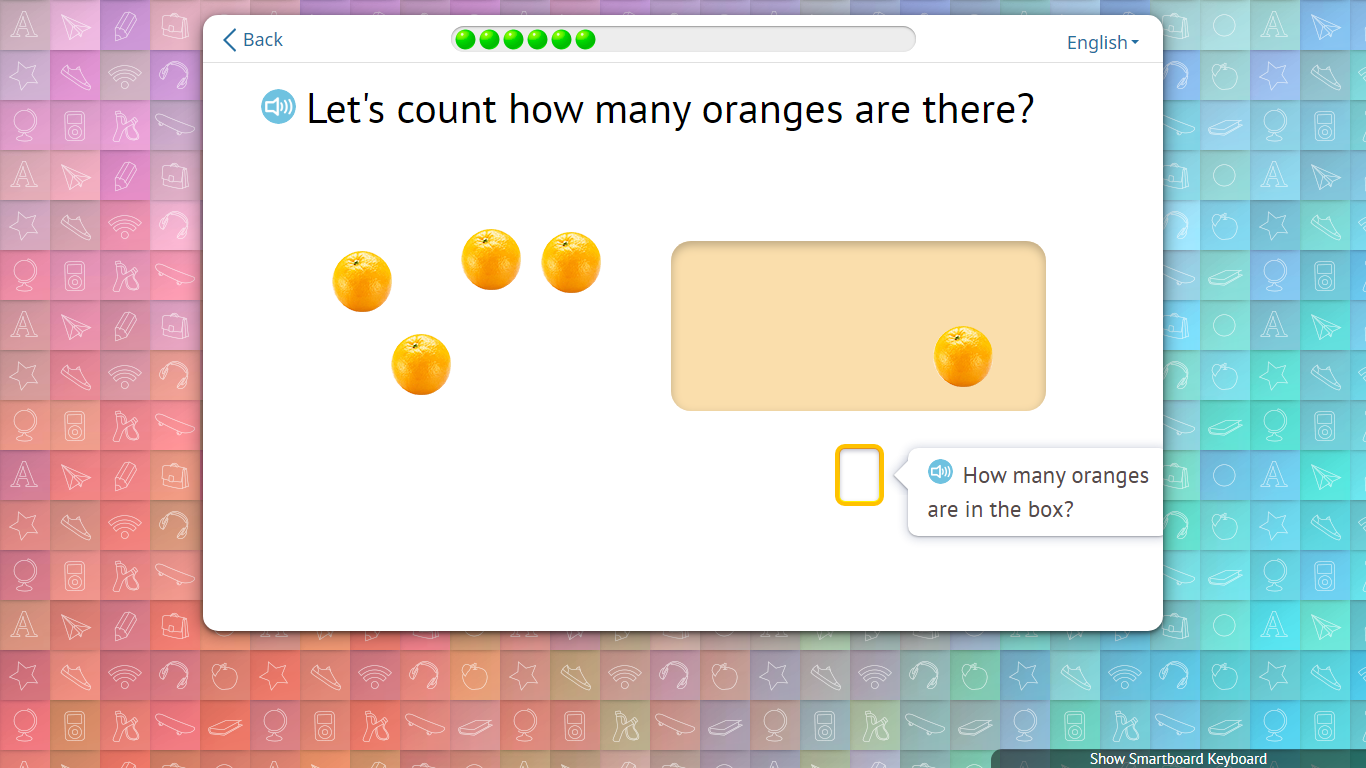 Back
English
Let's count how many oranges are there?
How many oranges
are in the box?
Show Smartboard Keyboard